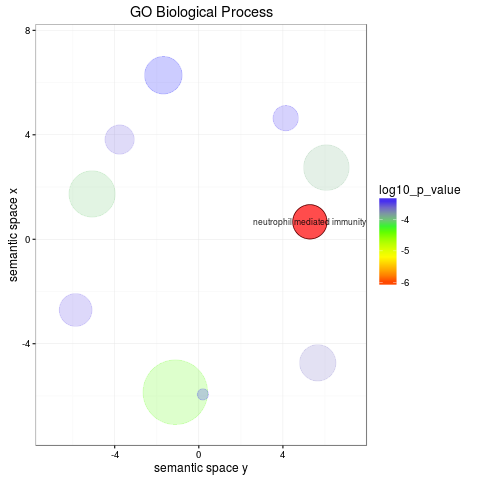 GO Biological Process
8
4
0
-4
semantic space x
neutrophil mediated immunity
-4
0
4
semantic space y
log10_p_value
-4
-5
-6